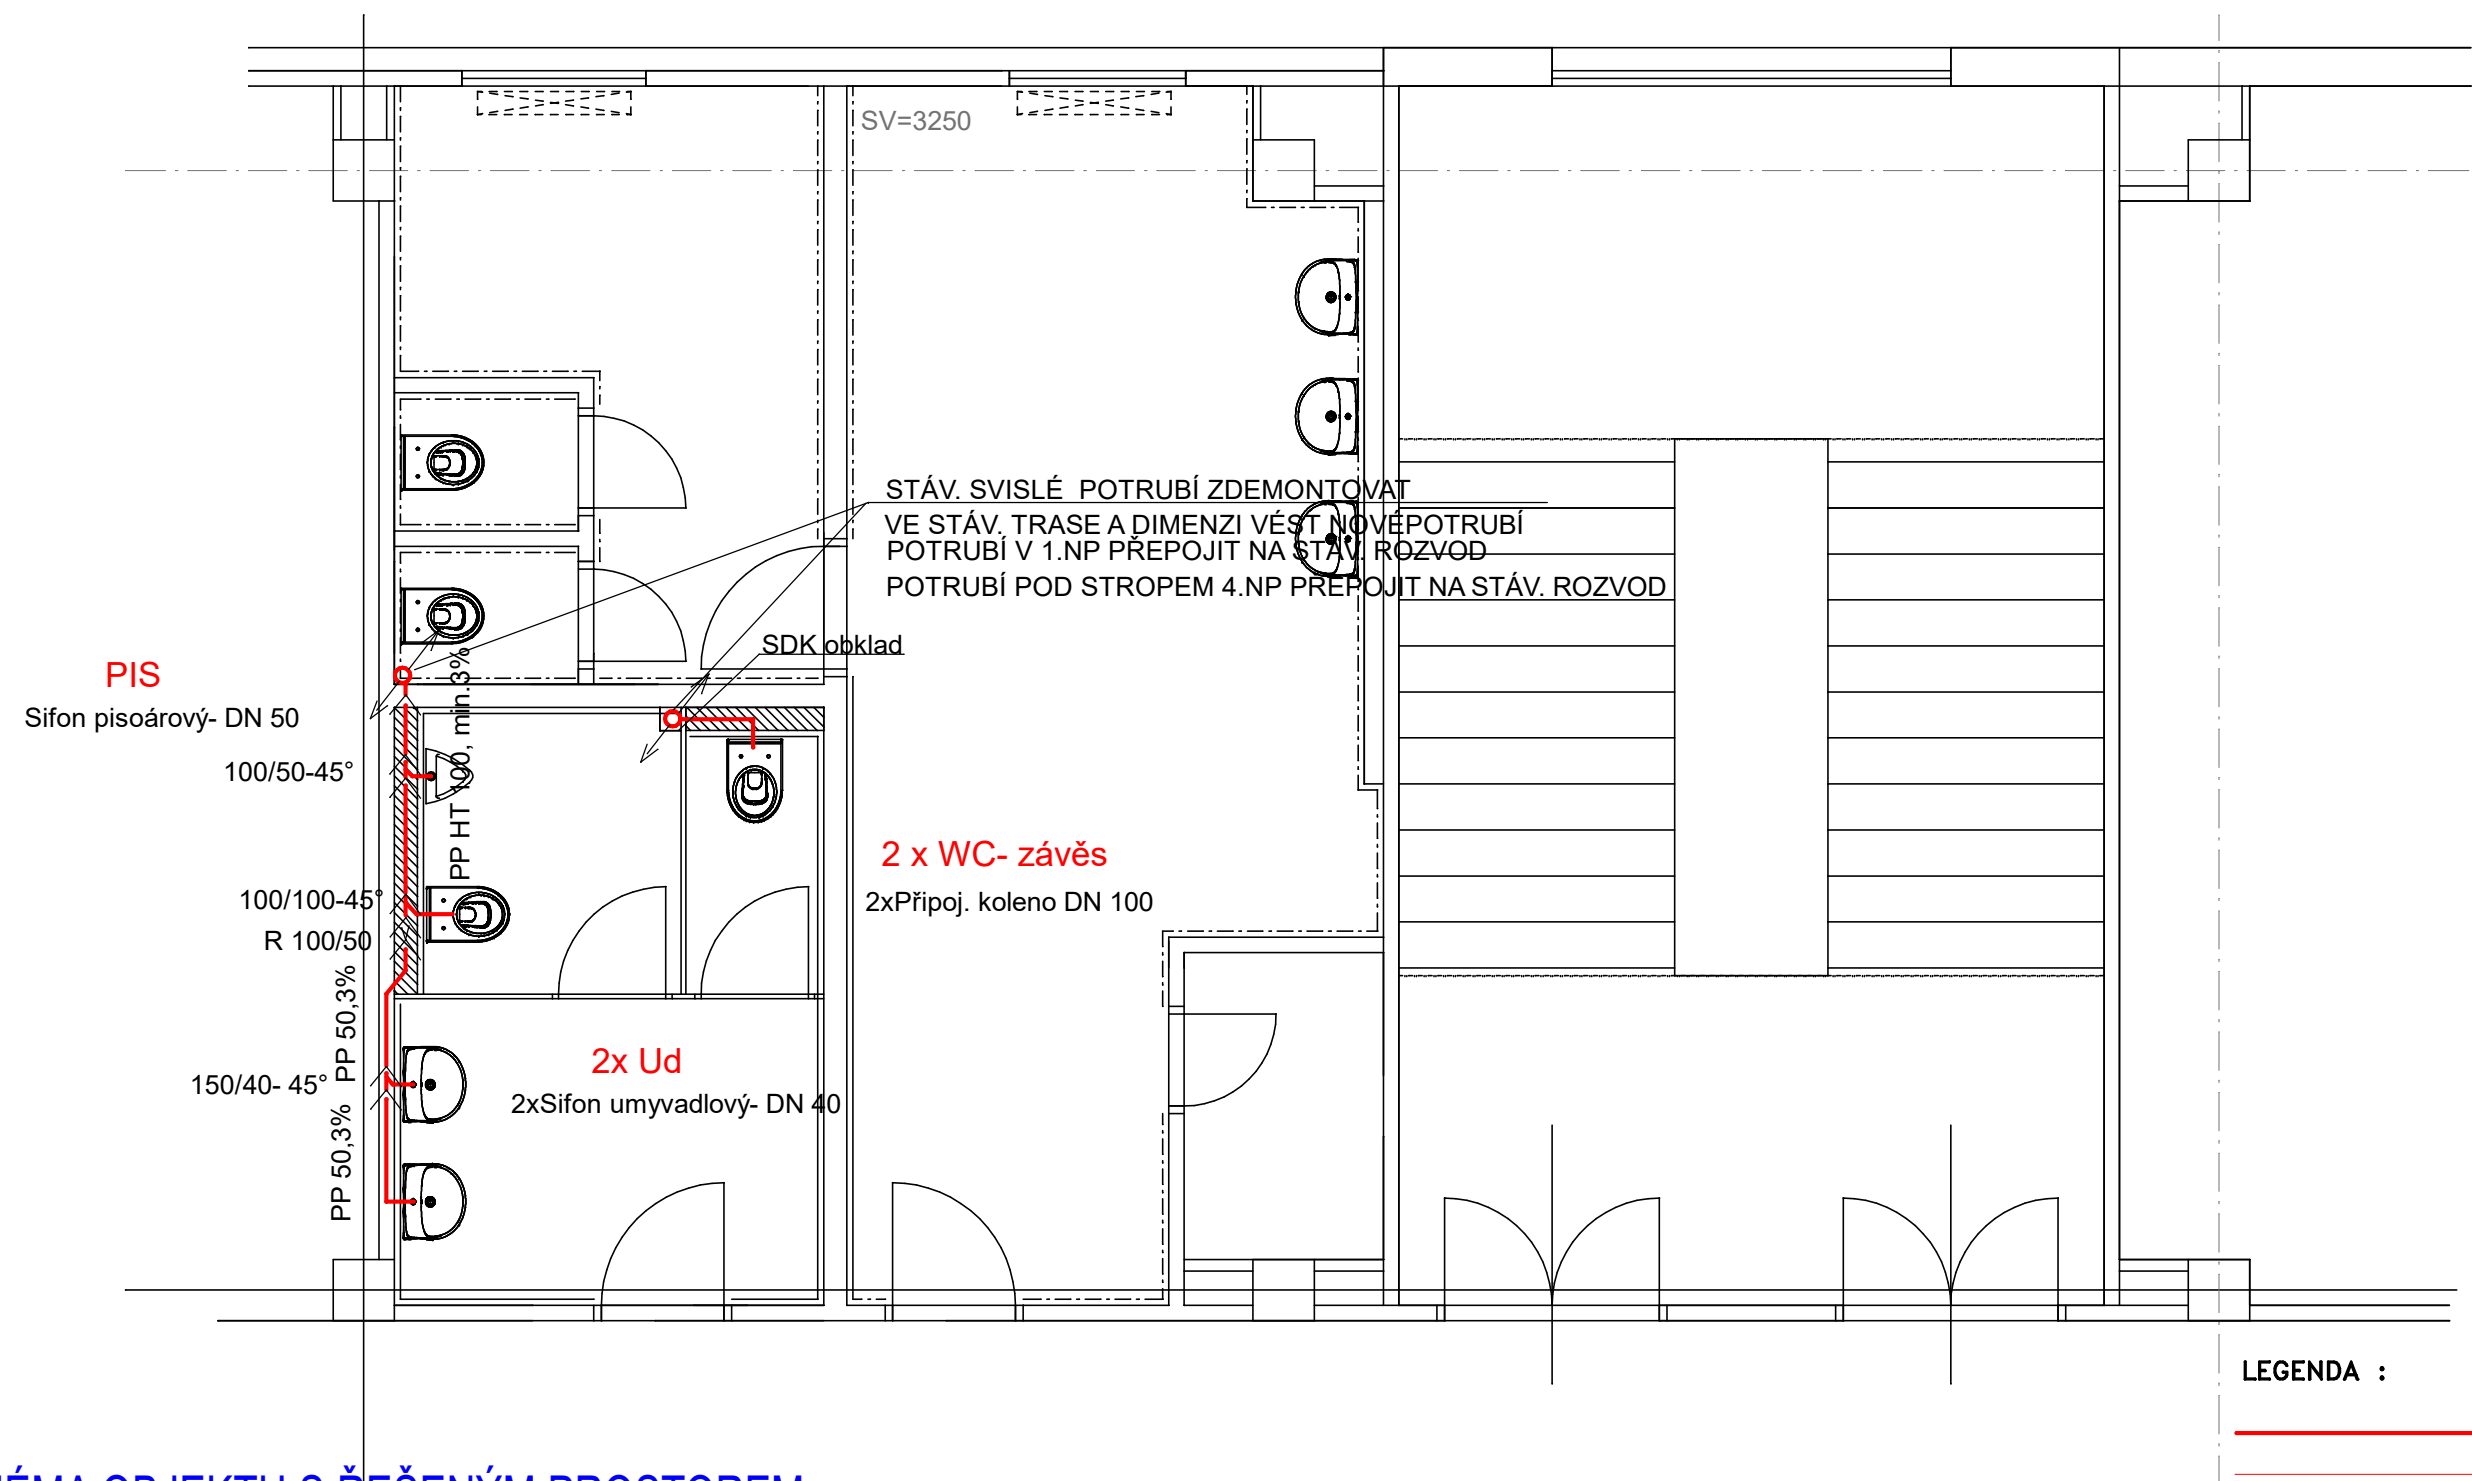 SV=3250
STÁV. SVISLÉ POTRUBÍ ZDEMONTOVAT
VE STÁV. TRASE A DIMENZI VÉST NOVÉPOTRUBÍ
POTRUBÍ V 1.NP PŘEPOJIT NA STÁV. ROZVOD
POTRUBÍ POD STROPEM 4.NP PŘEPOJIT NA STÁV. ROZVOD
SDK obklad
PIS
Sifon pisoárový- DN 50
PP HT 100, min.3%
100/50-45°
2 x WC- závěs
2xPřipoj. koleno DN 100
100/100-45°
R 100/50
PP 50,3%
2x Ud
2xSifon umyvadlový- DN 40
150/40- 45°
PP 50,3%
LEGENDA :
OBJEKTU S ŘEŠENÝM PROSTOREM